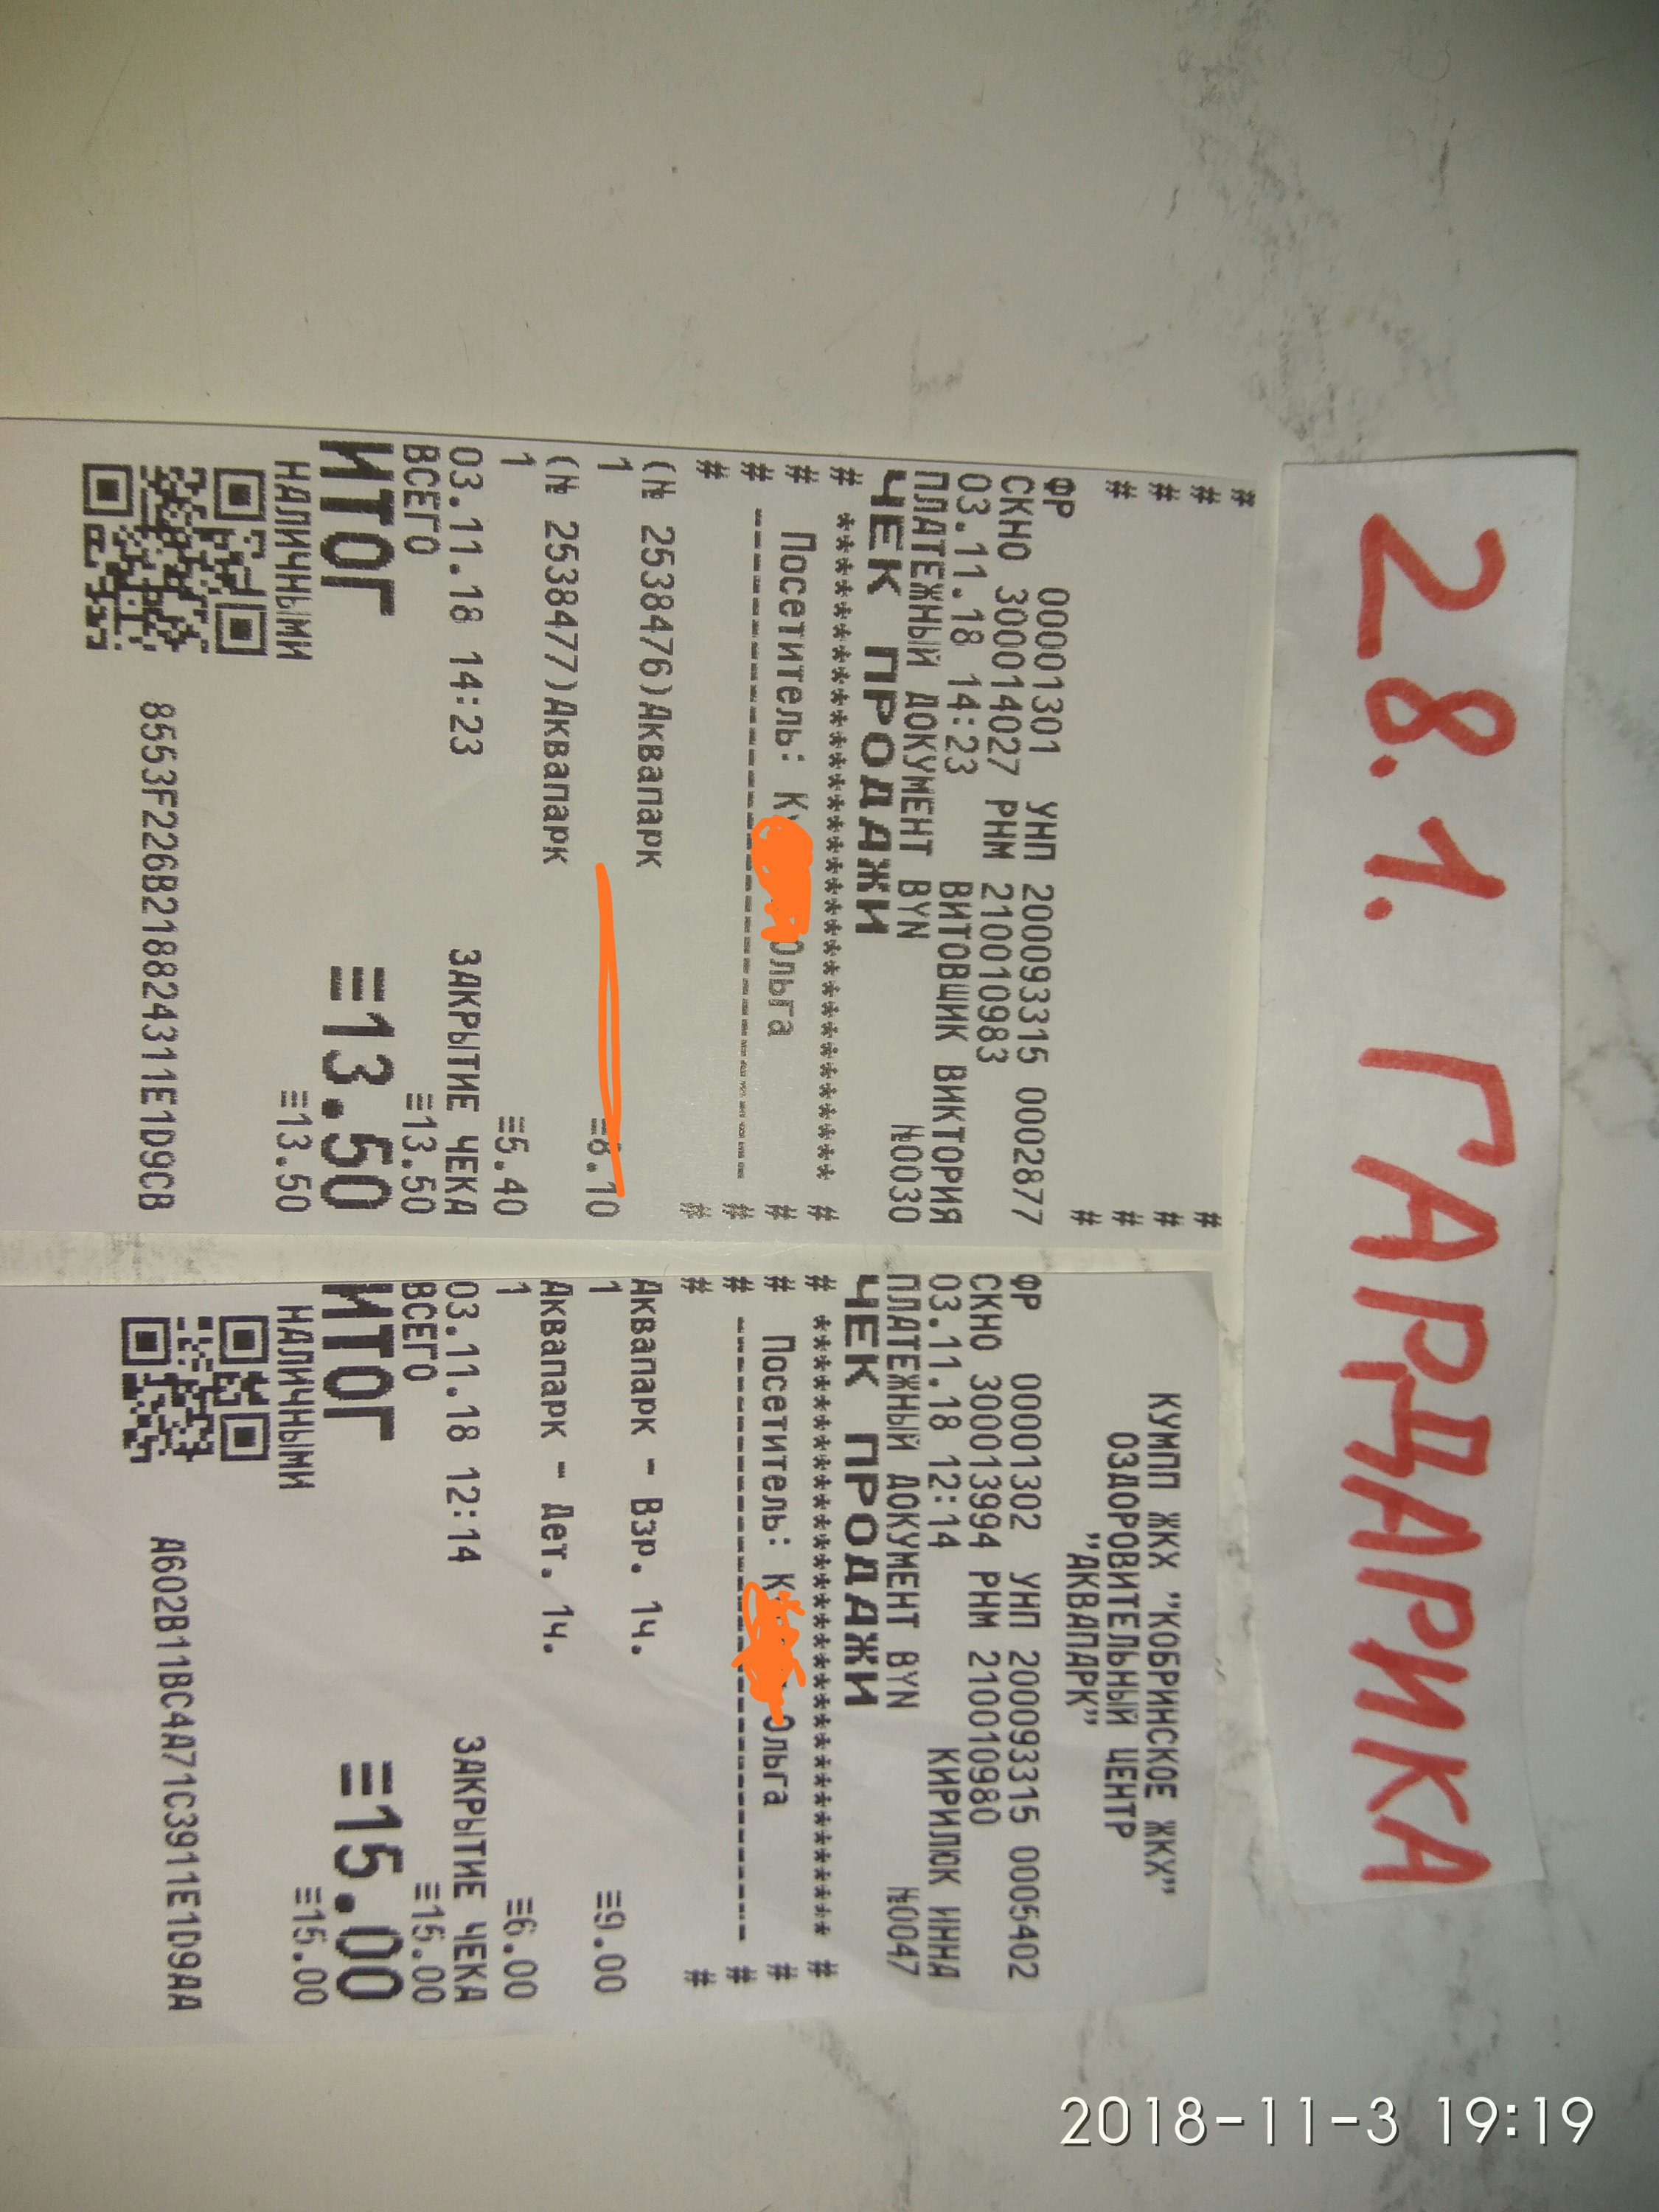 28.1. ГАРДАРИКА
# #
# #
# #
# #
ФР 00001301 УНП 200093315 0002877
СКНО 300014027 РНМ 210010983
03.11.18 14:23 ВИТОВЩИК ВИКТОРИЯ
ПЛАТЕЖНЫЙ ДОКУМЕНТ BYN №0030
ЧЕК ПРОДАЖИ
# ****************************** #
# Посетитель: Ольга #
# ------------------------------ #
# #
(№ 2538476)Аквапарк
1 ≡8.10
(№ 2538477)Аквапарк
1 ≡5.40
ЗАКРЫТИЕ ЧЕКА
03.11.18 14:23
ВСЕГО ≡13.50
ИТОГ ≡13.50
НАЛИЧНЫМИ ≡13.50
8553F226B218824311E1D9CB
КУМПП ЖКХ "КОБРИНСКОЕ ЖКХ"
ОЗДОРОВИТЕЛЬНЫЙ ЦЕНТР
"АКВАПАРК"
ФР 00001302 УНП 200093315 0005402
СКНО 300013994 РНМ 210010980
03.11.18 12:14 КИРИЛЮК ИННА
ПЛАТЕЖНЫЙ ДОКУМЕНТ BYN №0047
ЧЕК ПРОДАЖИ
# ****************************** #
# Посетитель: Ольга #
# ------------------------------ #
# #
Аквапарк - Взр. 1ч.
1 ≡9.00
Аквапарк - Дет. 1ч.
1 ≡6.00
ЗАКРЫТИЕ ЧЕКА
03.11.18 12:14
ВСЕГО ≡15.00
ИТОГ ≡15.00
НАЛИЧНЫМИ ≡15.00
A602B11BC4A71C3911E1D9AA
2018-11-3 19:19